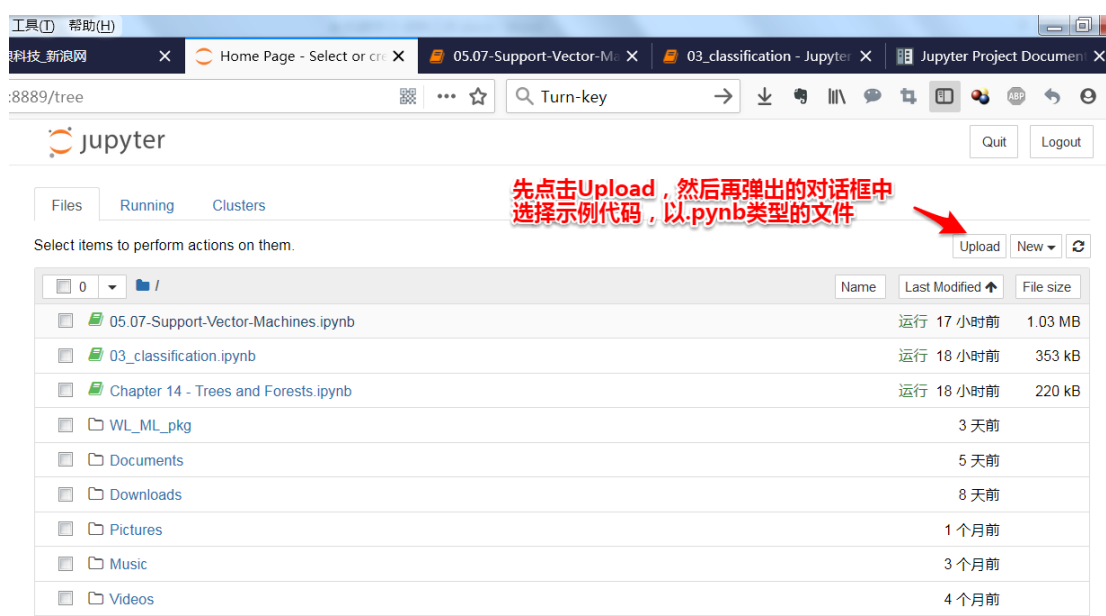 工具(T) 帮助(H)
科技_新浪网
Home Page - Select or cre
05.07-Support-Vector-Ma
03_classification - Jupyter
Jupyter Project Document
:8889/tree
Turn-key
ABP
jupyter
Quit
Logout
先点击Upload，然后再弹出的对话框中
选择示例代码，以.pynb类型的文件
Files
Running
Clusters
Select items to perform actions on them.
Upload
New
0
/
Name
Last Modified
File size
05.07-Support-Vector-Machines.ipynb 运行 17 小时前 1.03 MB
03_classification.ipynb 运行 18 小时前 353 kB
Chapter 14 - Trees and Forests.ipynb 运行 18 小时前 220 kB
WL_ML_pkg 3 天前
Documents 5 天前
Downloads 8 天前
Pictures 1 个月前
Music 3 个月前
Videos 4 个月前